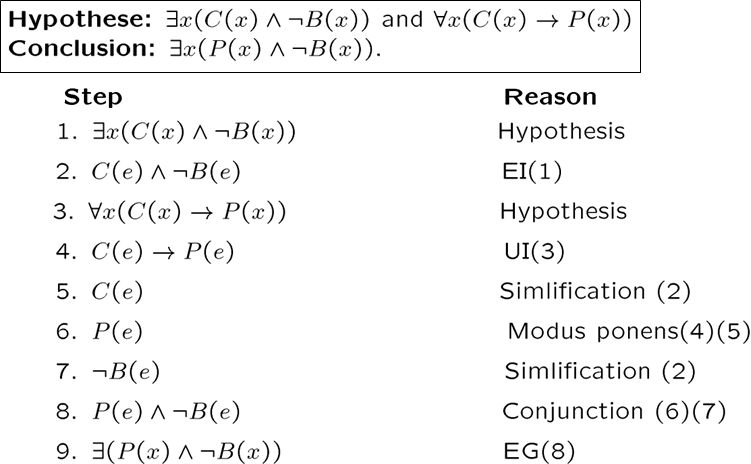 Hypothese: ∃x(C(x) ∧ ¬B(x)) and ∀x(C(x) → P(x))
Conclusion: ∃x(P(x) ∧ ¬B(x)).
Step Reason
1. ∃x(C(x) ∧ ¬B(x)) Hypothesis
2. C(e) ∧ ¬B(e) EI(1)
3. ∀x(C(x) → P(x)) Hypothesis
4. C(e) → P(e) UI(3)
5. C(e) Simlification (2)
6. P(e) Modus ponens(4)(5)
7. ¬B(e) Simlification (2)
8. P(e) ∧ ¬B(e) Conjunction (6)(7)
9. ∃(P(x) ∧ ¬B(x)) EG(8)